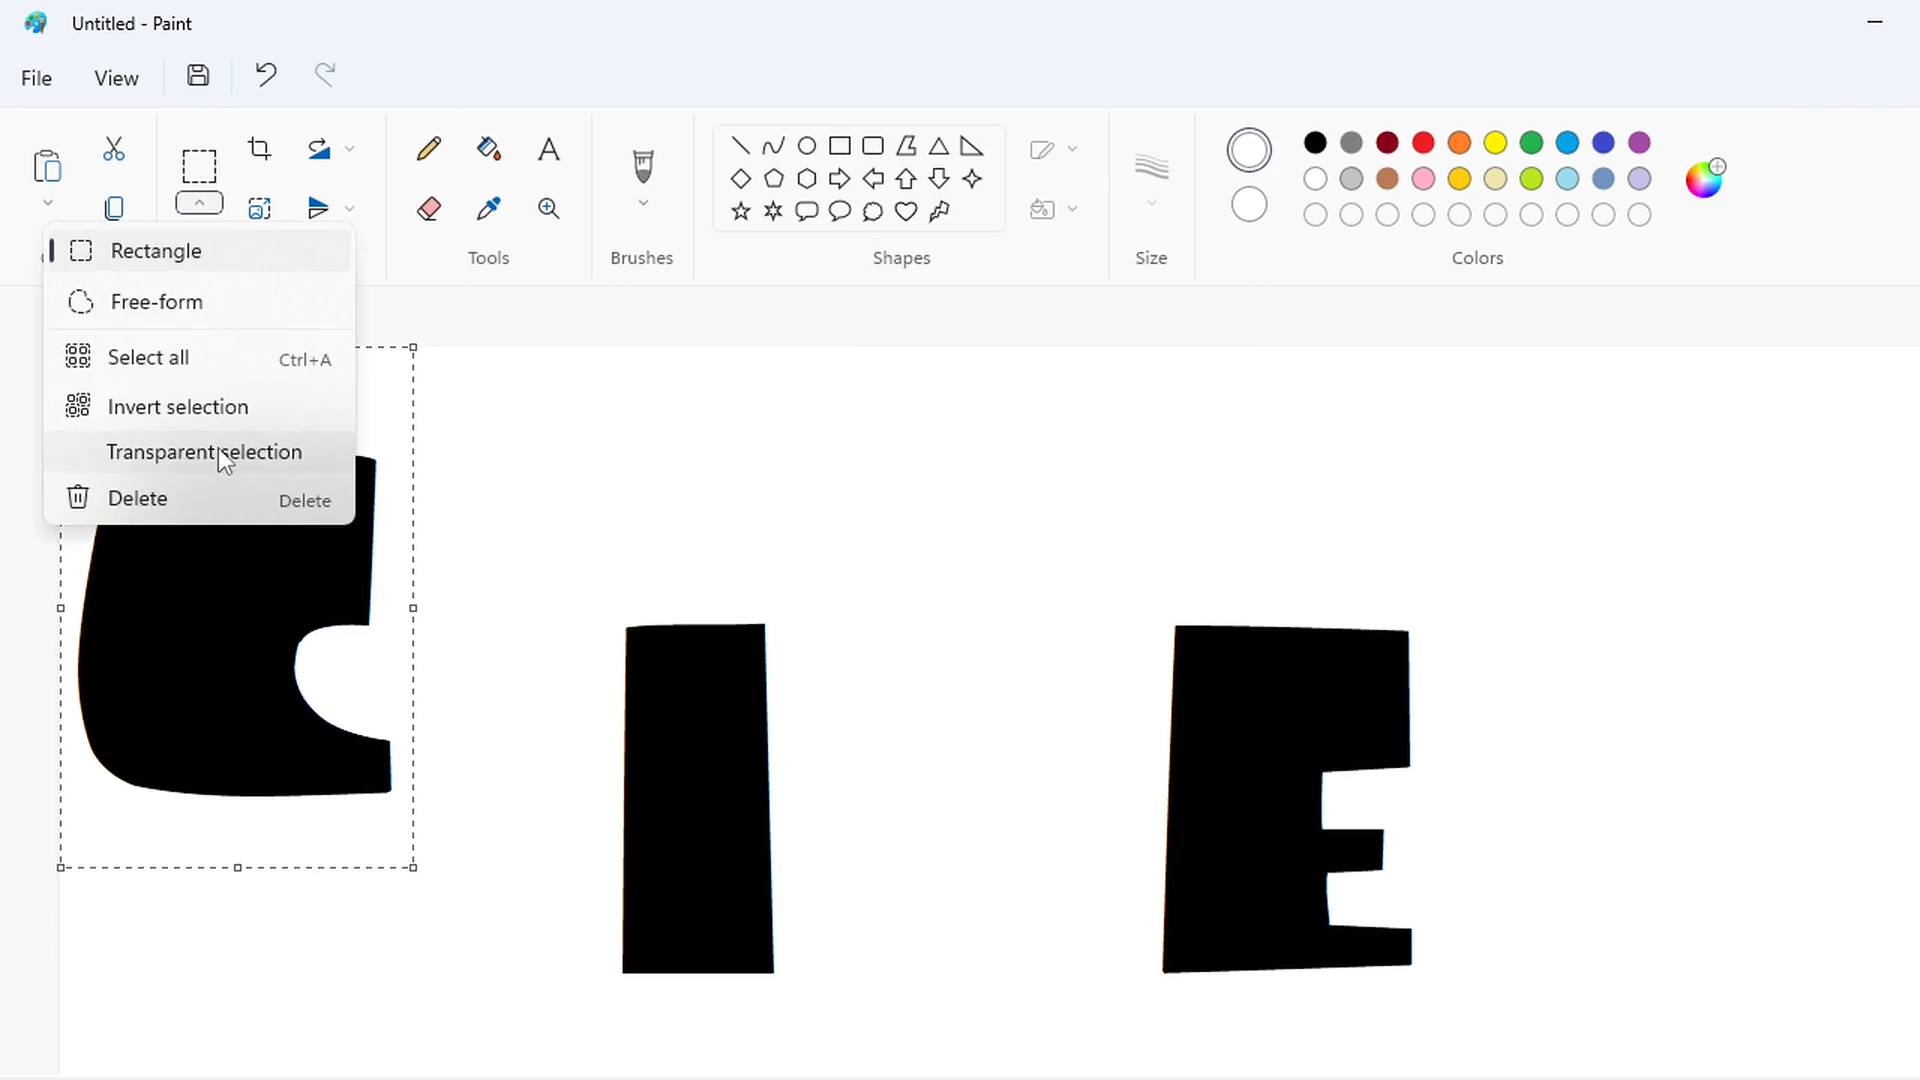 Untitled - Paint
File View
Tools Brushes Shapes Size Colors
Rectangle
Free-form
Select all Ctrl+A
Invert selection
Transparent selection
Delete Delete
C I E